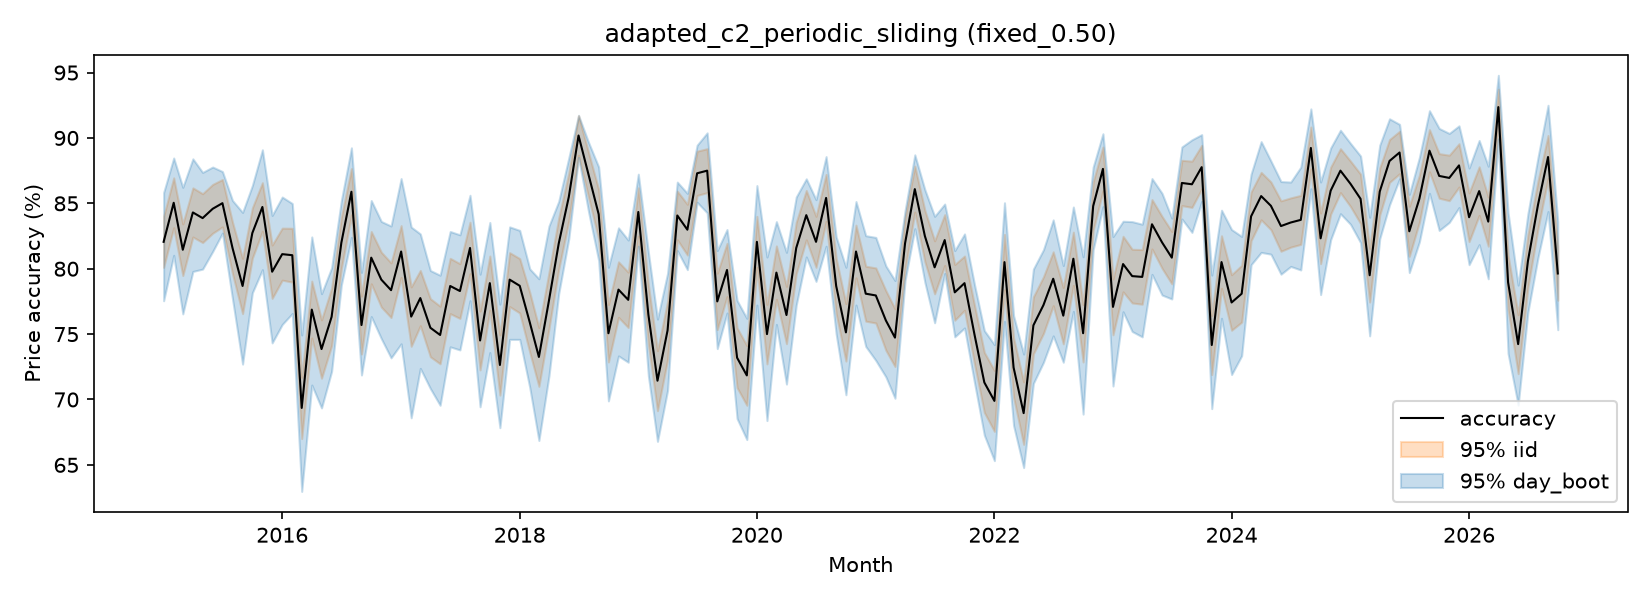 adapted_c2_periodic_sliding (fixed_0.50)
Price accuracy (%)
95
90
85
80
75
70
65
accuracy
95% iid
95% day_boot
2016
2018
2020
2022
2024
2026
Month